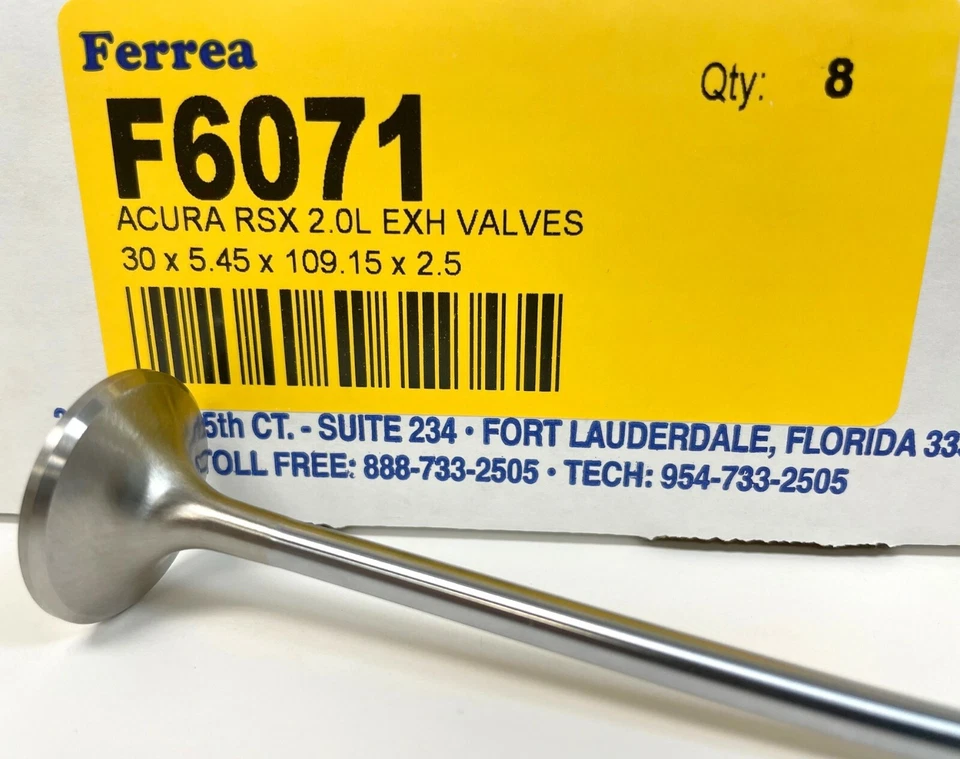 Ferrea
Qty: 8
F6071
ACURA RSX 2.0L EXH VALVES
30 x 5.45 x 109.15 x 2.5
5th CT. - SUITE 234 • FORT LAUDERDALE, FLORIDA 333
TOLL FREE: 888-733-2505 • TECH: 954-733-2505